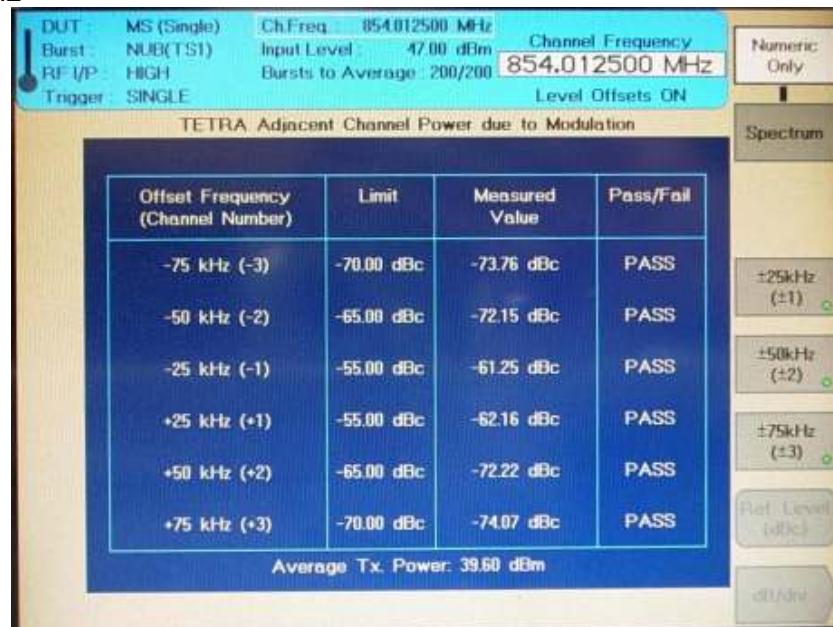 DUT : MS (Single) Ch.Freq. : 854.012500 MHz
Burst : NUB(TS1) Input Level : 47.00 dBm Channel Frequency
RF I/P : HIGH Bursts to Average : 200/200 854.012500 MHz
Trigger : SINGLE Level Offsets ON
Numeric Only
TETRA Adjacent Channel Power due to Modulation
Spectrum
Offset Frequency (Channel Number) Limit Measured Value Pass/Fail
-75 kHz (-3) -70.00 dBc -73.76 dBc PASS
-50 kHz (-2) -65.00 dBc -72.15 dBc PASS
-25 kHz (-1) -55.00 dBc -61.25 dBc PASS
+25 kHz (+1) -55.00 dBc -62.16 dBc PASS
+50 kHz (+2) -65.00 dBc -72.22 dBc PASS
+75 kHz (+3) -70.00 dBc -74.07 dBc PASS
Average Tx. Power: 39.60 dBm
±25kHz
(±1)
±50kHz
(±2)
±75kHz
(±3)
Ref. Level
(dBc)
dB/div